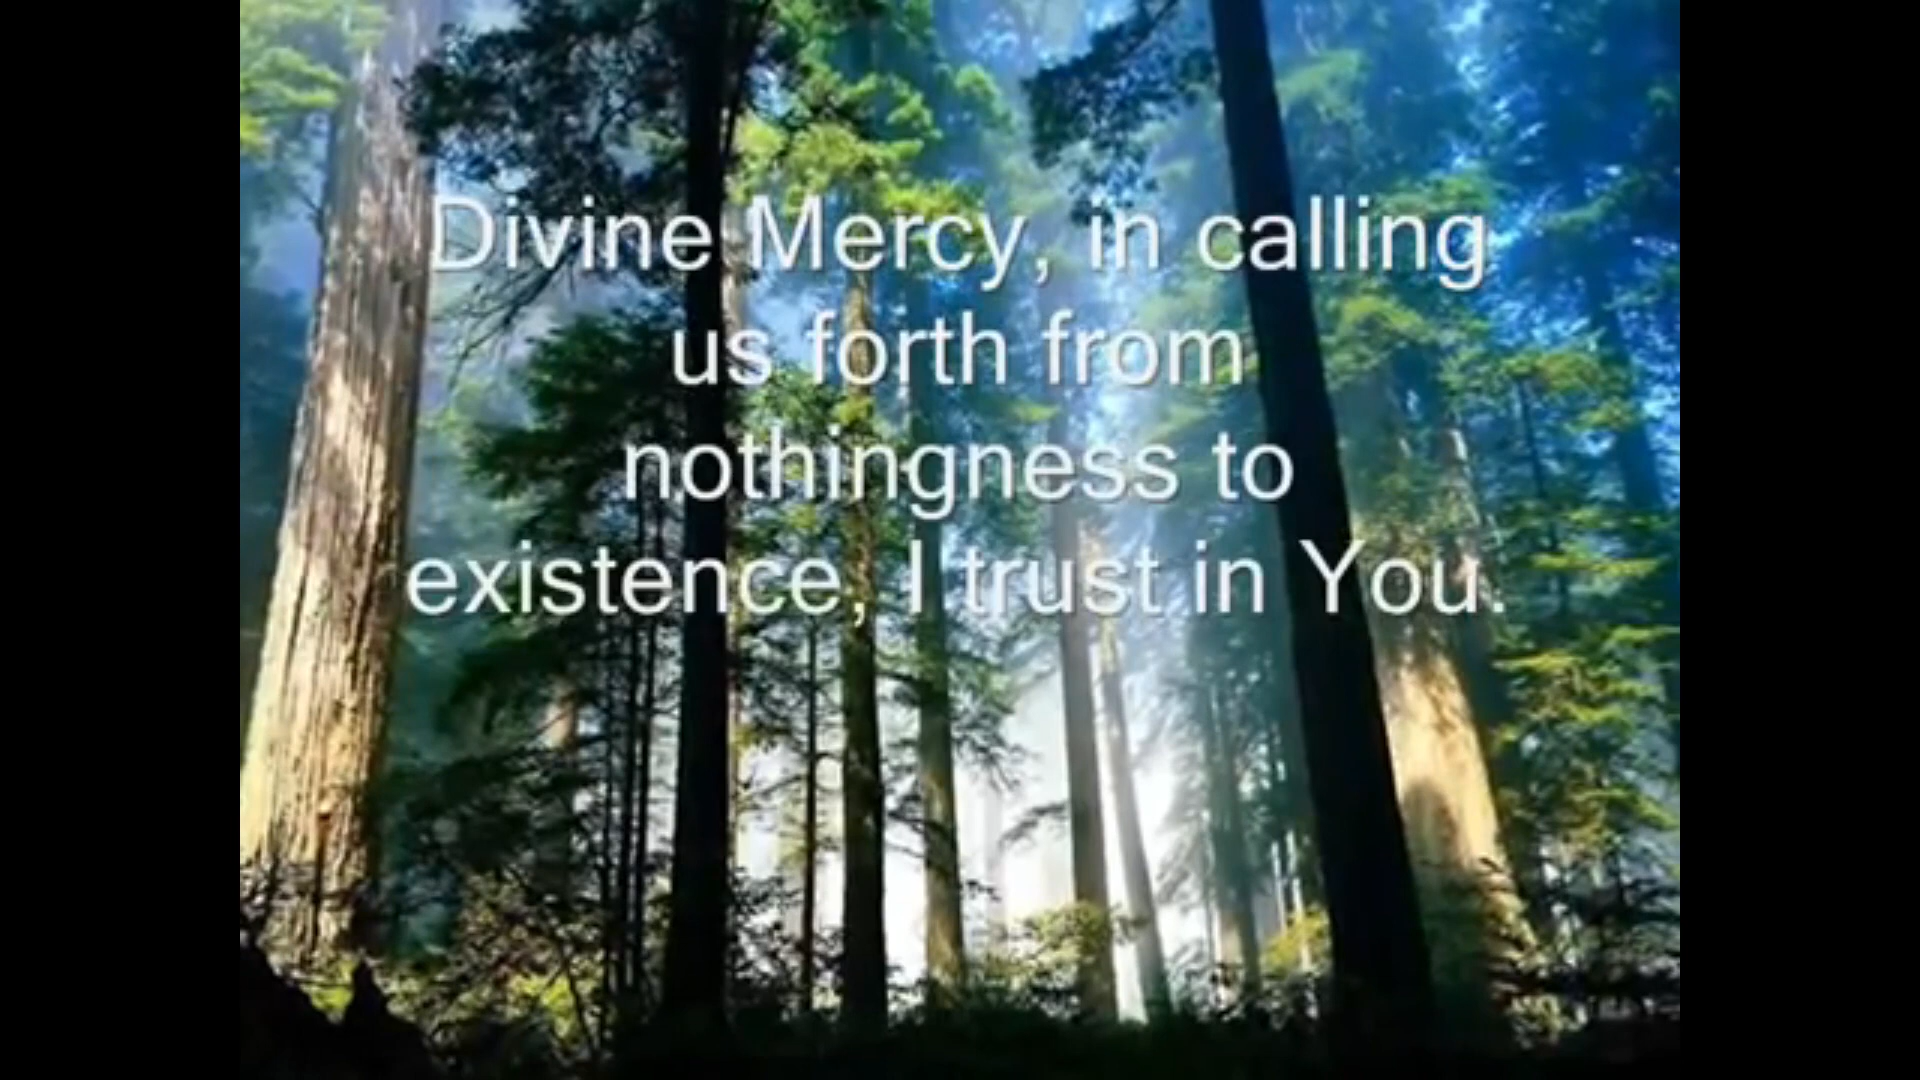 Divine Mercy, in calling
us forth from
nothingness to
existence, I trust in You.